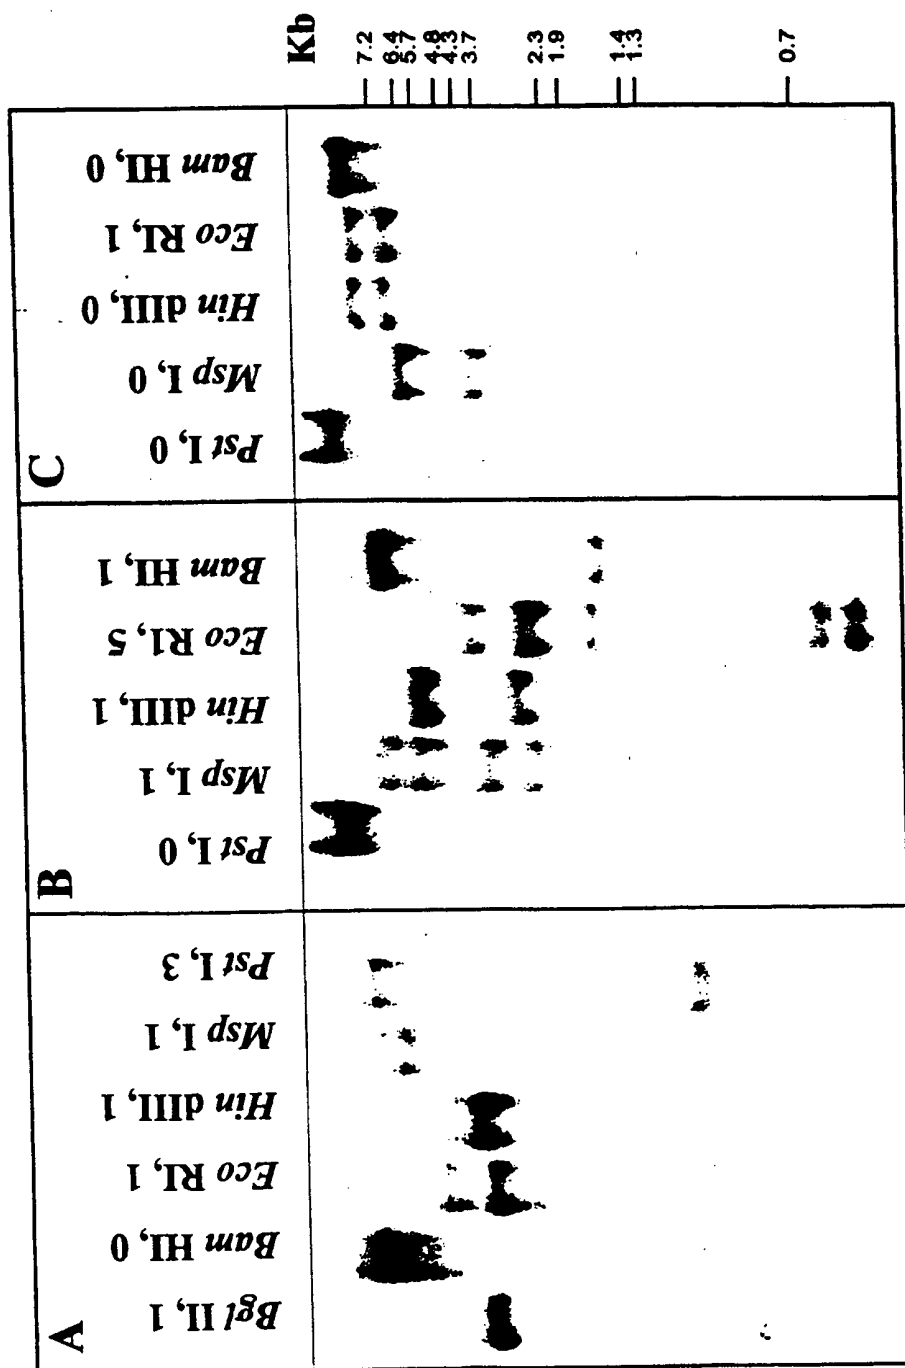 A
Bgl II, 1
Bam HI, 0
Eco RI, 1
Hin dIII, 1
Msp I, 1
Pst I, 3
B
Pst I, 0
Msp I, 1
Hin dIII, 1
Eco R1, 5
Bam HI, 1
C
Pst I, 0
Msp I, 0
Hin dIII, 0
Eco RI, 1
Bam HI, 0
Kb
7.2
6.4
5.7
4.8
4.3
3.7
2.3
1.9
1.4
1.3
0.7